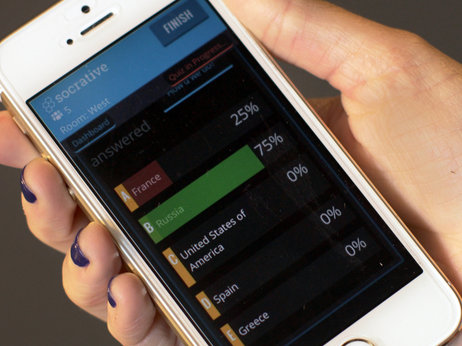 FINISH
socrative
5
Room: West
Quiz in Progress...
Dashboard
answered
25%
A France
75%
B Russia
0%
C United States of
America
0%
D Spain
0%
E Greece